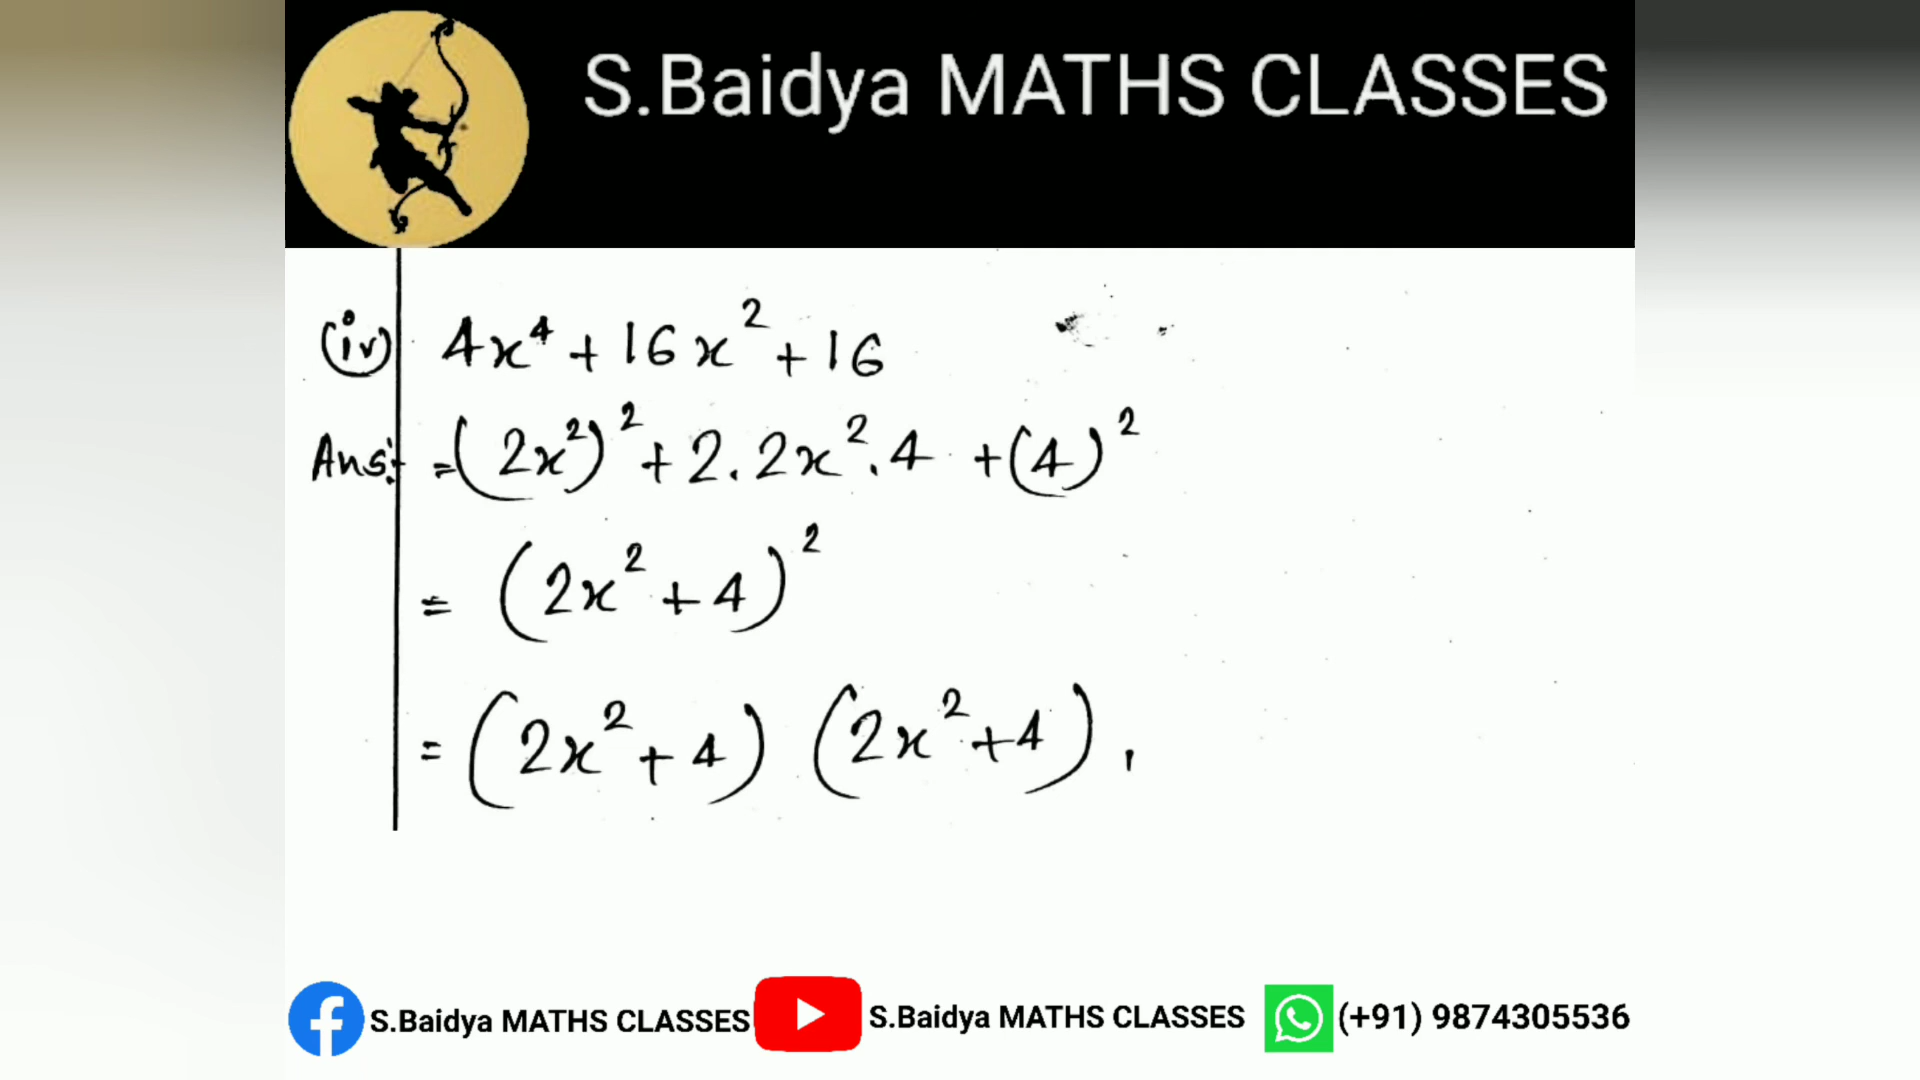 S.Baidya MATHS CLASSES
(iv) 4x⁴ + 16x² + 16
Ans: = (2x²)² + 2.2x².4 + (4)²
= (2x² + 4)²
= (2x² + 4) (2x² + 4).
S.Baidya MATHS CLASSES S.Baidya MATHS CLASSES (+91) 9874305536